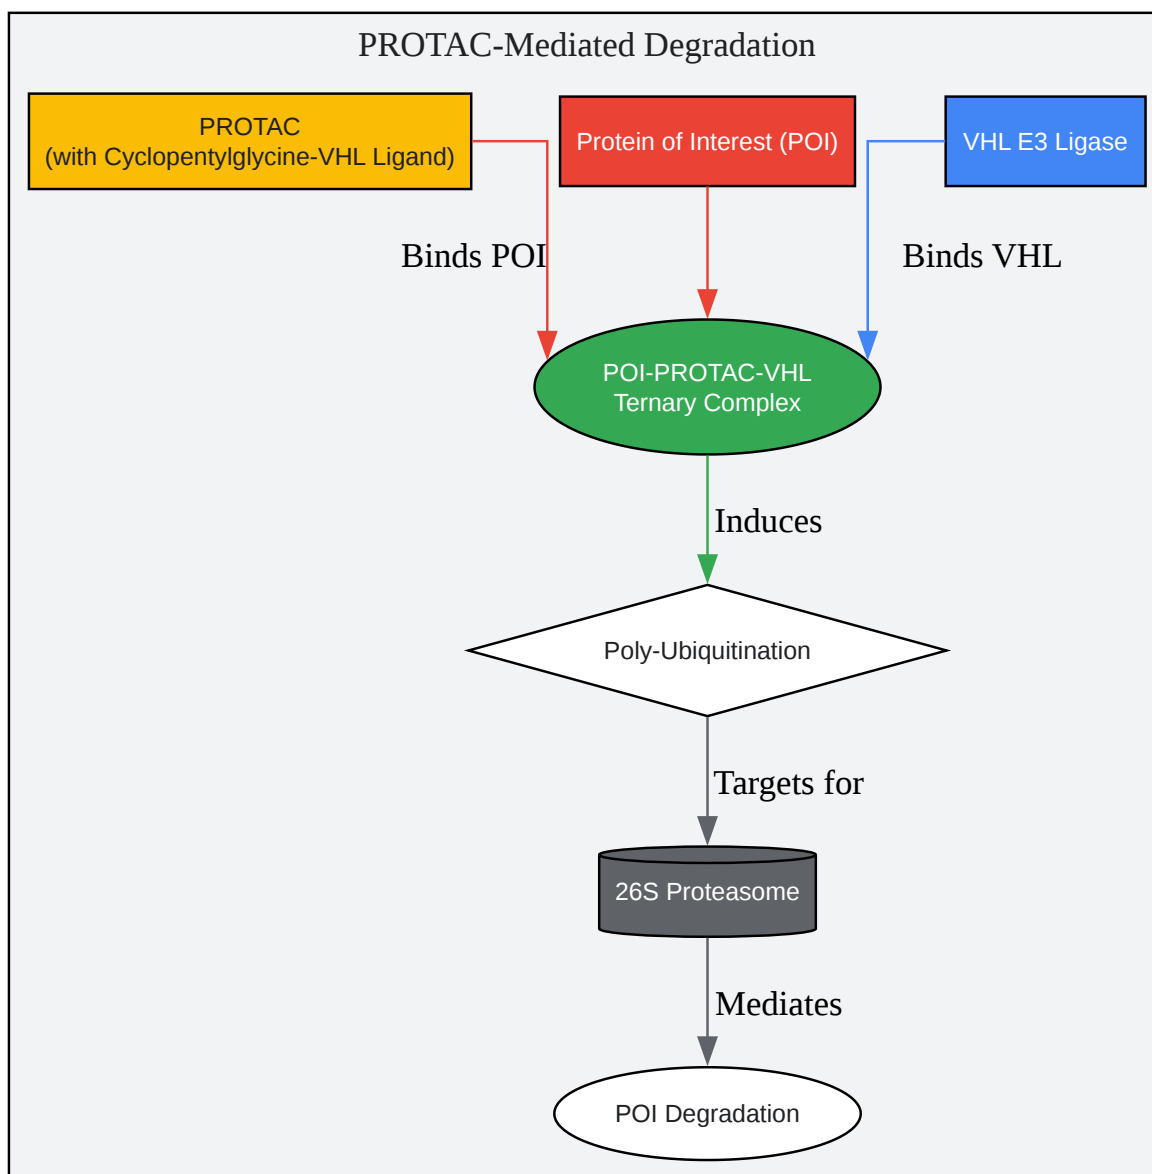 PROTAC-Mediated Degradation
PROTAC
(with Cyclopentylglycine-VHL Ligand)
Protein of Interest (POI)
VHL E3 Ligase
Binds POI
Binds VHL
POI-PROTAC-VHL
Ternary Complex
Induces
Poly-Ubiquitination
Targets for
26S Proteasome
Mediates
POI Degradation